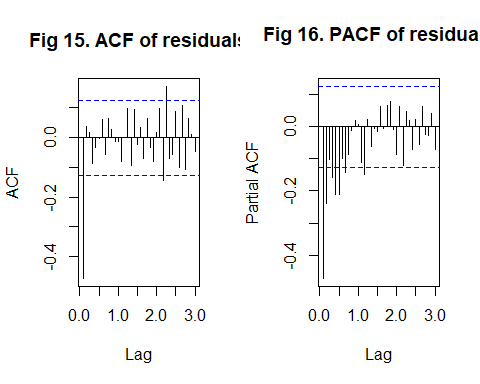 Fig 15. ACF of residuals
Fig 16. PACF of residua
ACF
0.0
-0.2
-0.4
0.0 1.0 2.0 3.0
Lag
Partial ACF
0.0
-0.2
-0.4
0.0 1.0 2.0 3.0
Lag